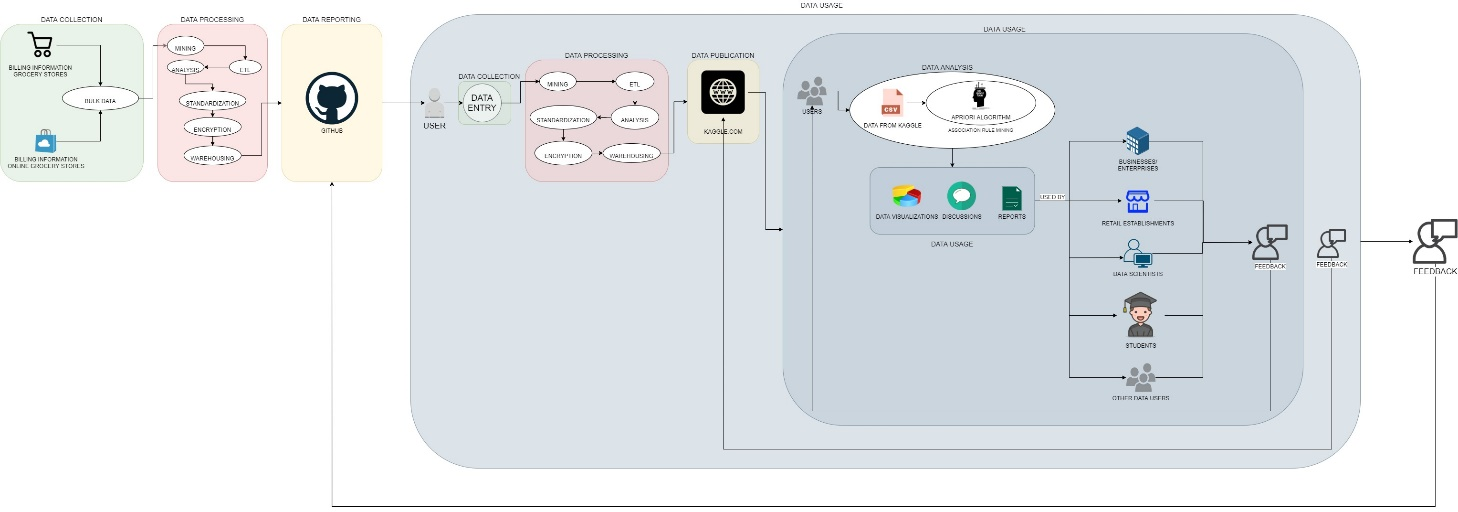 DATA USAGE
DATA COLLECTION
DATA PROCESSING
DATA REPORTING
BILLING INFORMATION
GROCERY STORES
BULK DATA
BILLING INFORMATION
ONLINE GROCERY STORES
MINING
ANALYSIS
ETL
STANDARDIZATION
ENCRYPTION
WAREHOUSING
GITHUB
USER
DATA COLLECTION
DATA
ENTRY
DATA PROCESSING
MINING
ETL
STANDARDIZATION
ANALYSIS
ENCRYPTION
WAREHOUSING
DATA PUBLICATION
KAGGLE.COM
DATA USAGE
USERS
DATA ANALYSIS
CSV
DATA FROM KAGGLE
APRIORI ALGORITHM
ASSOCIATION RULE MINING
DATA VISUALIZATIONS
DISCUSSIONS
REPORTS
DATA USAGE
USED BY
BUSINESSES/
ENTERPRISES
RETAIL ESTABLISHMENTS
DATA SCIENTISTS
STUDENTS
OTHER DATA USERS
FEEDBACK
FEEDBACK
FEEDBACK